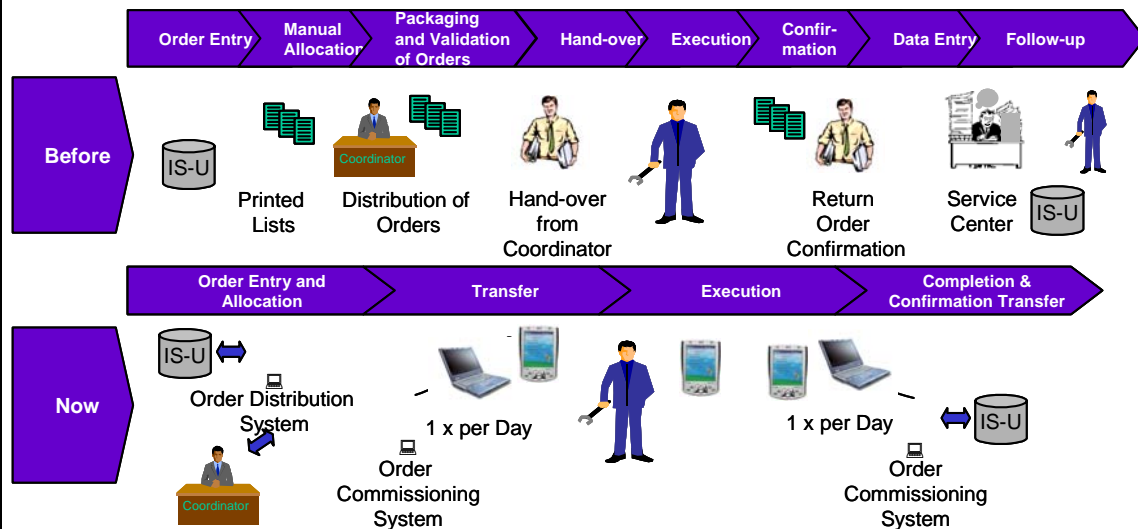 Order Entry
Manual
Allocation
Packaging
and Validation
of Orders
Hand-over
Execution
Confir-
mation
Data Entry
Follow-up
Before
IS-U
Printed
Lists
Coordinator
Distribution of
Orders
Hand-over
from
Coordinator
Return
Order
Confirmation
Service
Center
IS-U
Order Entry and
Allocation
Transfer
Execution
Completion &
Confirmation Transfer
Now
IS-U
Order Distribution
System
Coordinator
1 x per Day
Order
Commissioning
System
1 x per Day
IS-U
Order
Commissioning
System